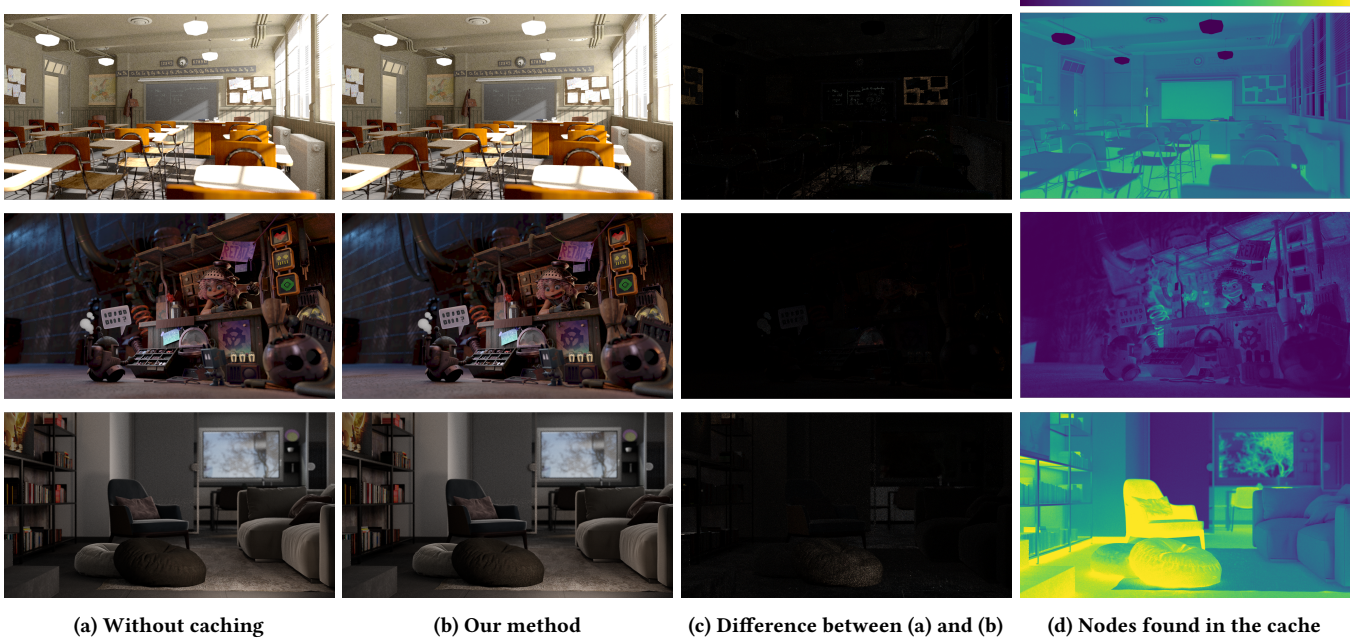 (a) Without caching
(b) Our method
(c) Difference between (a) and (b)
(d) Nodes found in the cache